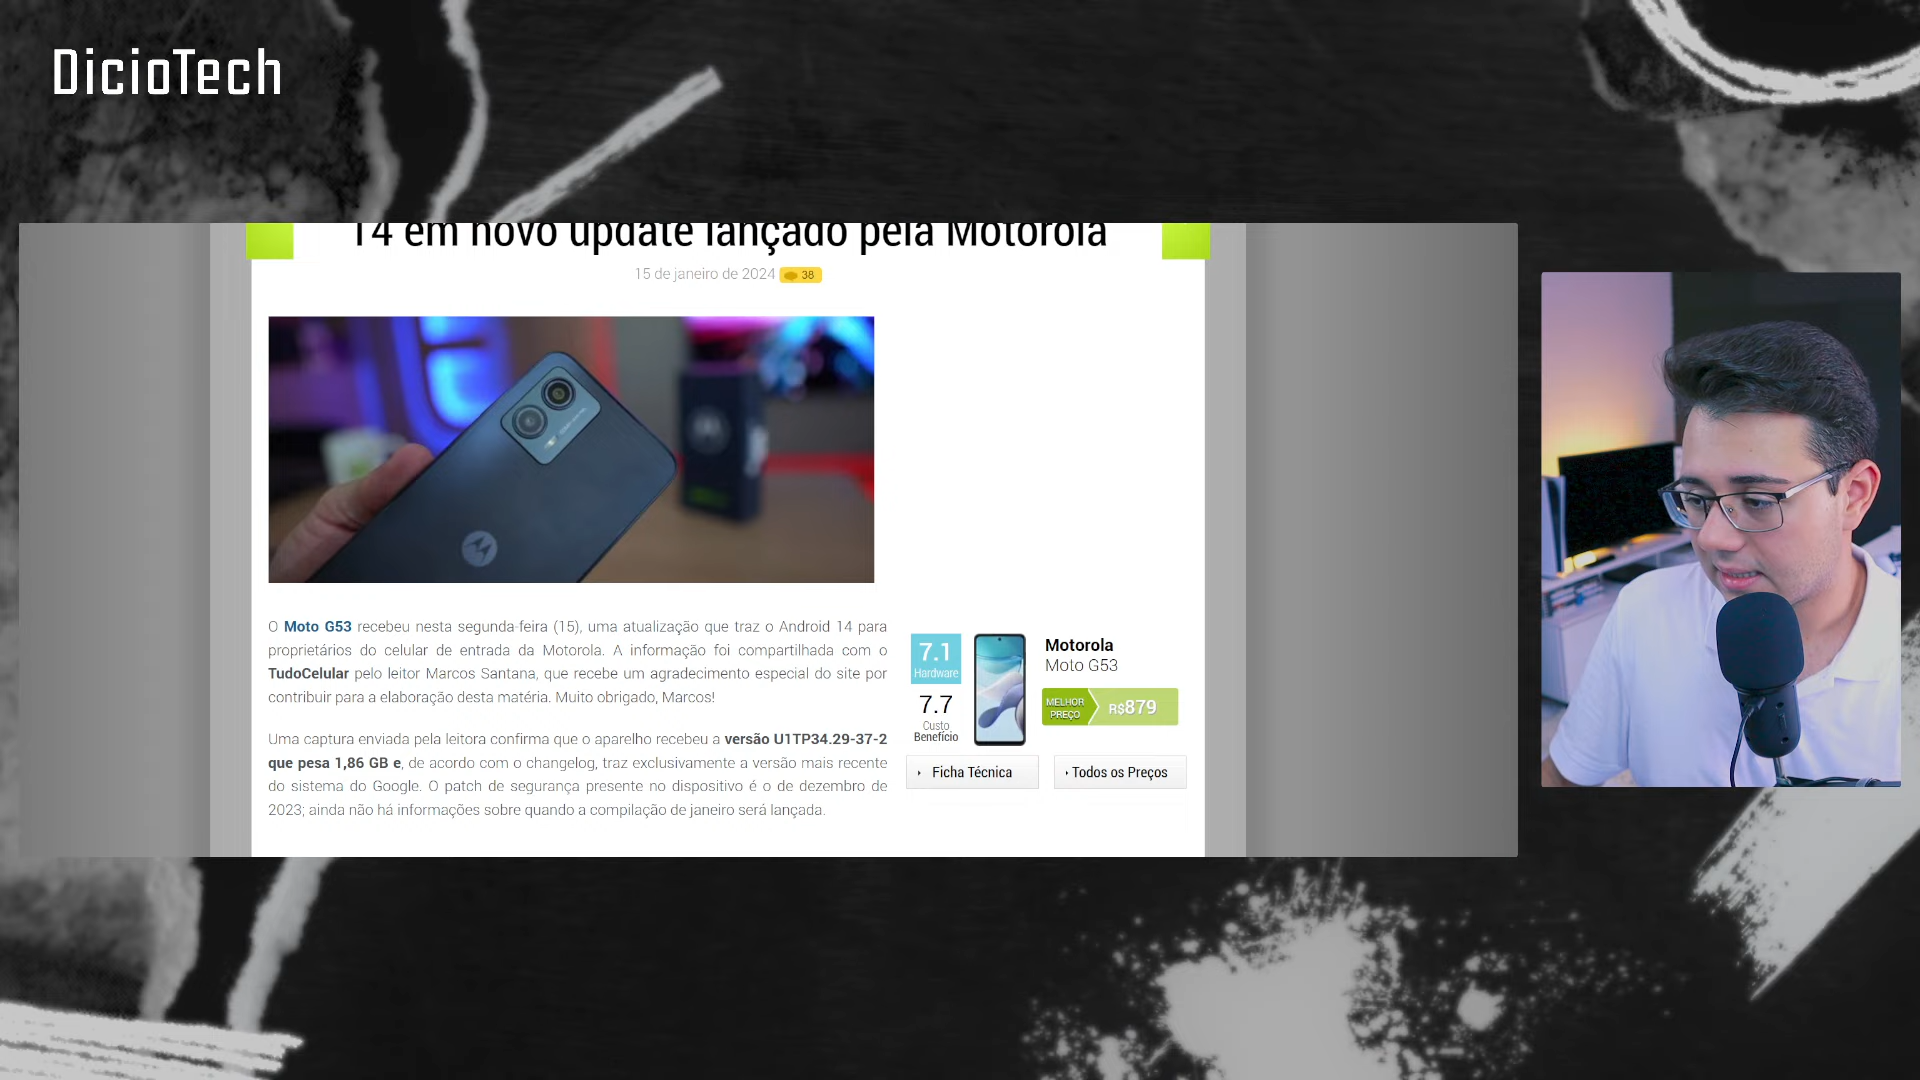 DicioTech
14 em novo update lançado pela Motorola
15 de janeiro de 2024 38
O Moto G53 recebeu nesta segunda-feira (15), uma atualização que traz o Android 14 para
proprietários do celular de entrada da Motorola. A informação foi compartilhada com o
TudoCelular pelo leitor Marcos Santana, que recebe um agradecimento especial do site por
contribuir para a elaboração desta matéria. Muito obrigado, Marcos!
Uma captura enviada pela leitora confirma que o aparelho recebeu a versão U1TP34.29-37-2
que pesa 1,86 GB e, de acordo com o changelog, traz exclusivamente a versão mais recente
do sistema do Google. O patch de segurança presente no dispositivo é o de dezembro de
2023; ainda não há informações sobre quando a compilação de janeiro será lançada.
7.1
Hardware
7.7
Custo
Benefício
Motorola
Moto G53
MELHOR
PREÇO
R$879
Ficha Técnica
Todos os Preços